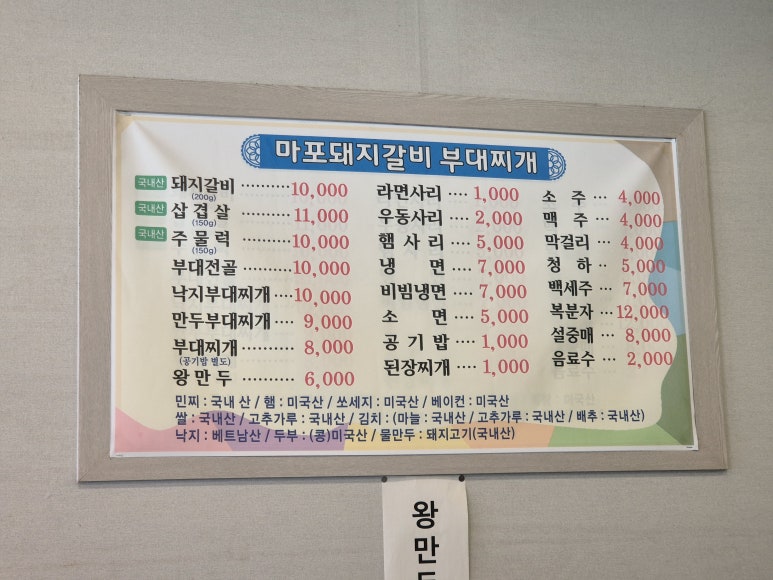 마포돼지갈비 부대찌개
국내산 돼지갈비 ·········· 10,000
(200g)
국내산 삼겹살 ·········· 11,000
(150g)
국내산 주물력 ·········· 10,000
(150g)
부대전골 ·········· 10,000
낙지부대찌개 ···· 10,000
만두부대찌개 ···· 9,000
부대찌개 ·········· 8,000
(공기밥 별도)
왕만두 ·········· 6,000
라면사리 ···· 1,000
우동사리 ···· 2,000
햄사리 ···· 5,000
냉면 ···· 7,000
비빔냉면 ···· 7,000
소면 ···· 5,000
공기밥 ···· 1,000
된장찌개 ···· 1,000
소주 ··· 4,000
맥주 ··· 4,000
막걸리 ··· 4,000
청하 ·· 5,000
백세주 ··· 7,000
복분자 ··· 12,000
설중매 ··· 8,000
음료수 ··· 2,000
민찌 : 국내산 / 햄 : 미국산 / 쏘세지 : 미국산 / 베이컨 : 미국산
쌀 : 국내산 / 고추가루 : 국내산 / 김치 : (마늘 : 국내산 / 고추가루 : 국내산 / 배추 : 국내산)
낙지 : 베트남산 / 두부 : (콩)미국산 / 물만두 : 돼지고기(국내산)
왕만두